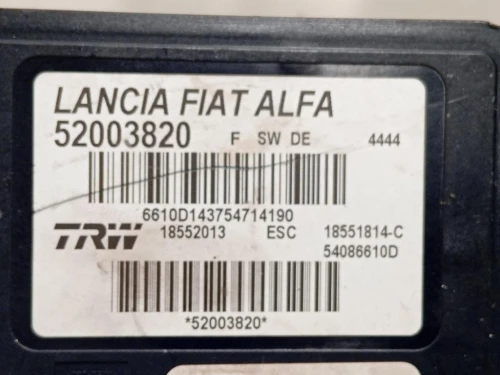 LANCIA FIAT ALFA
52003820 F SW DE 4444
6610D143754714190
TRW 18552013 ESC 18551814-C
54086610D
*52003820*